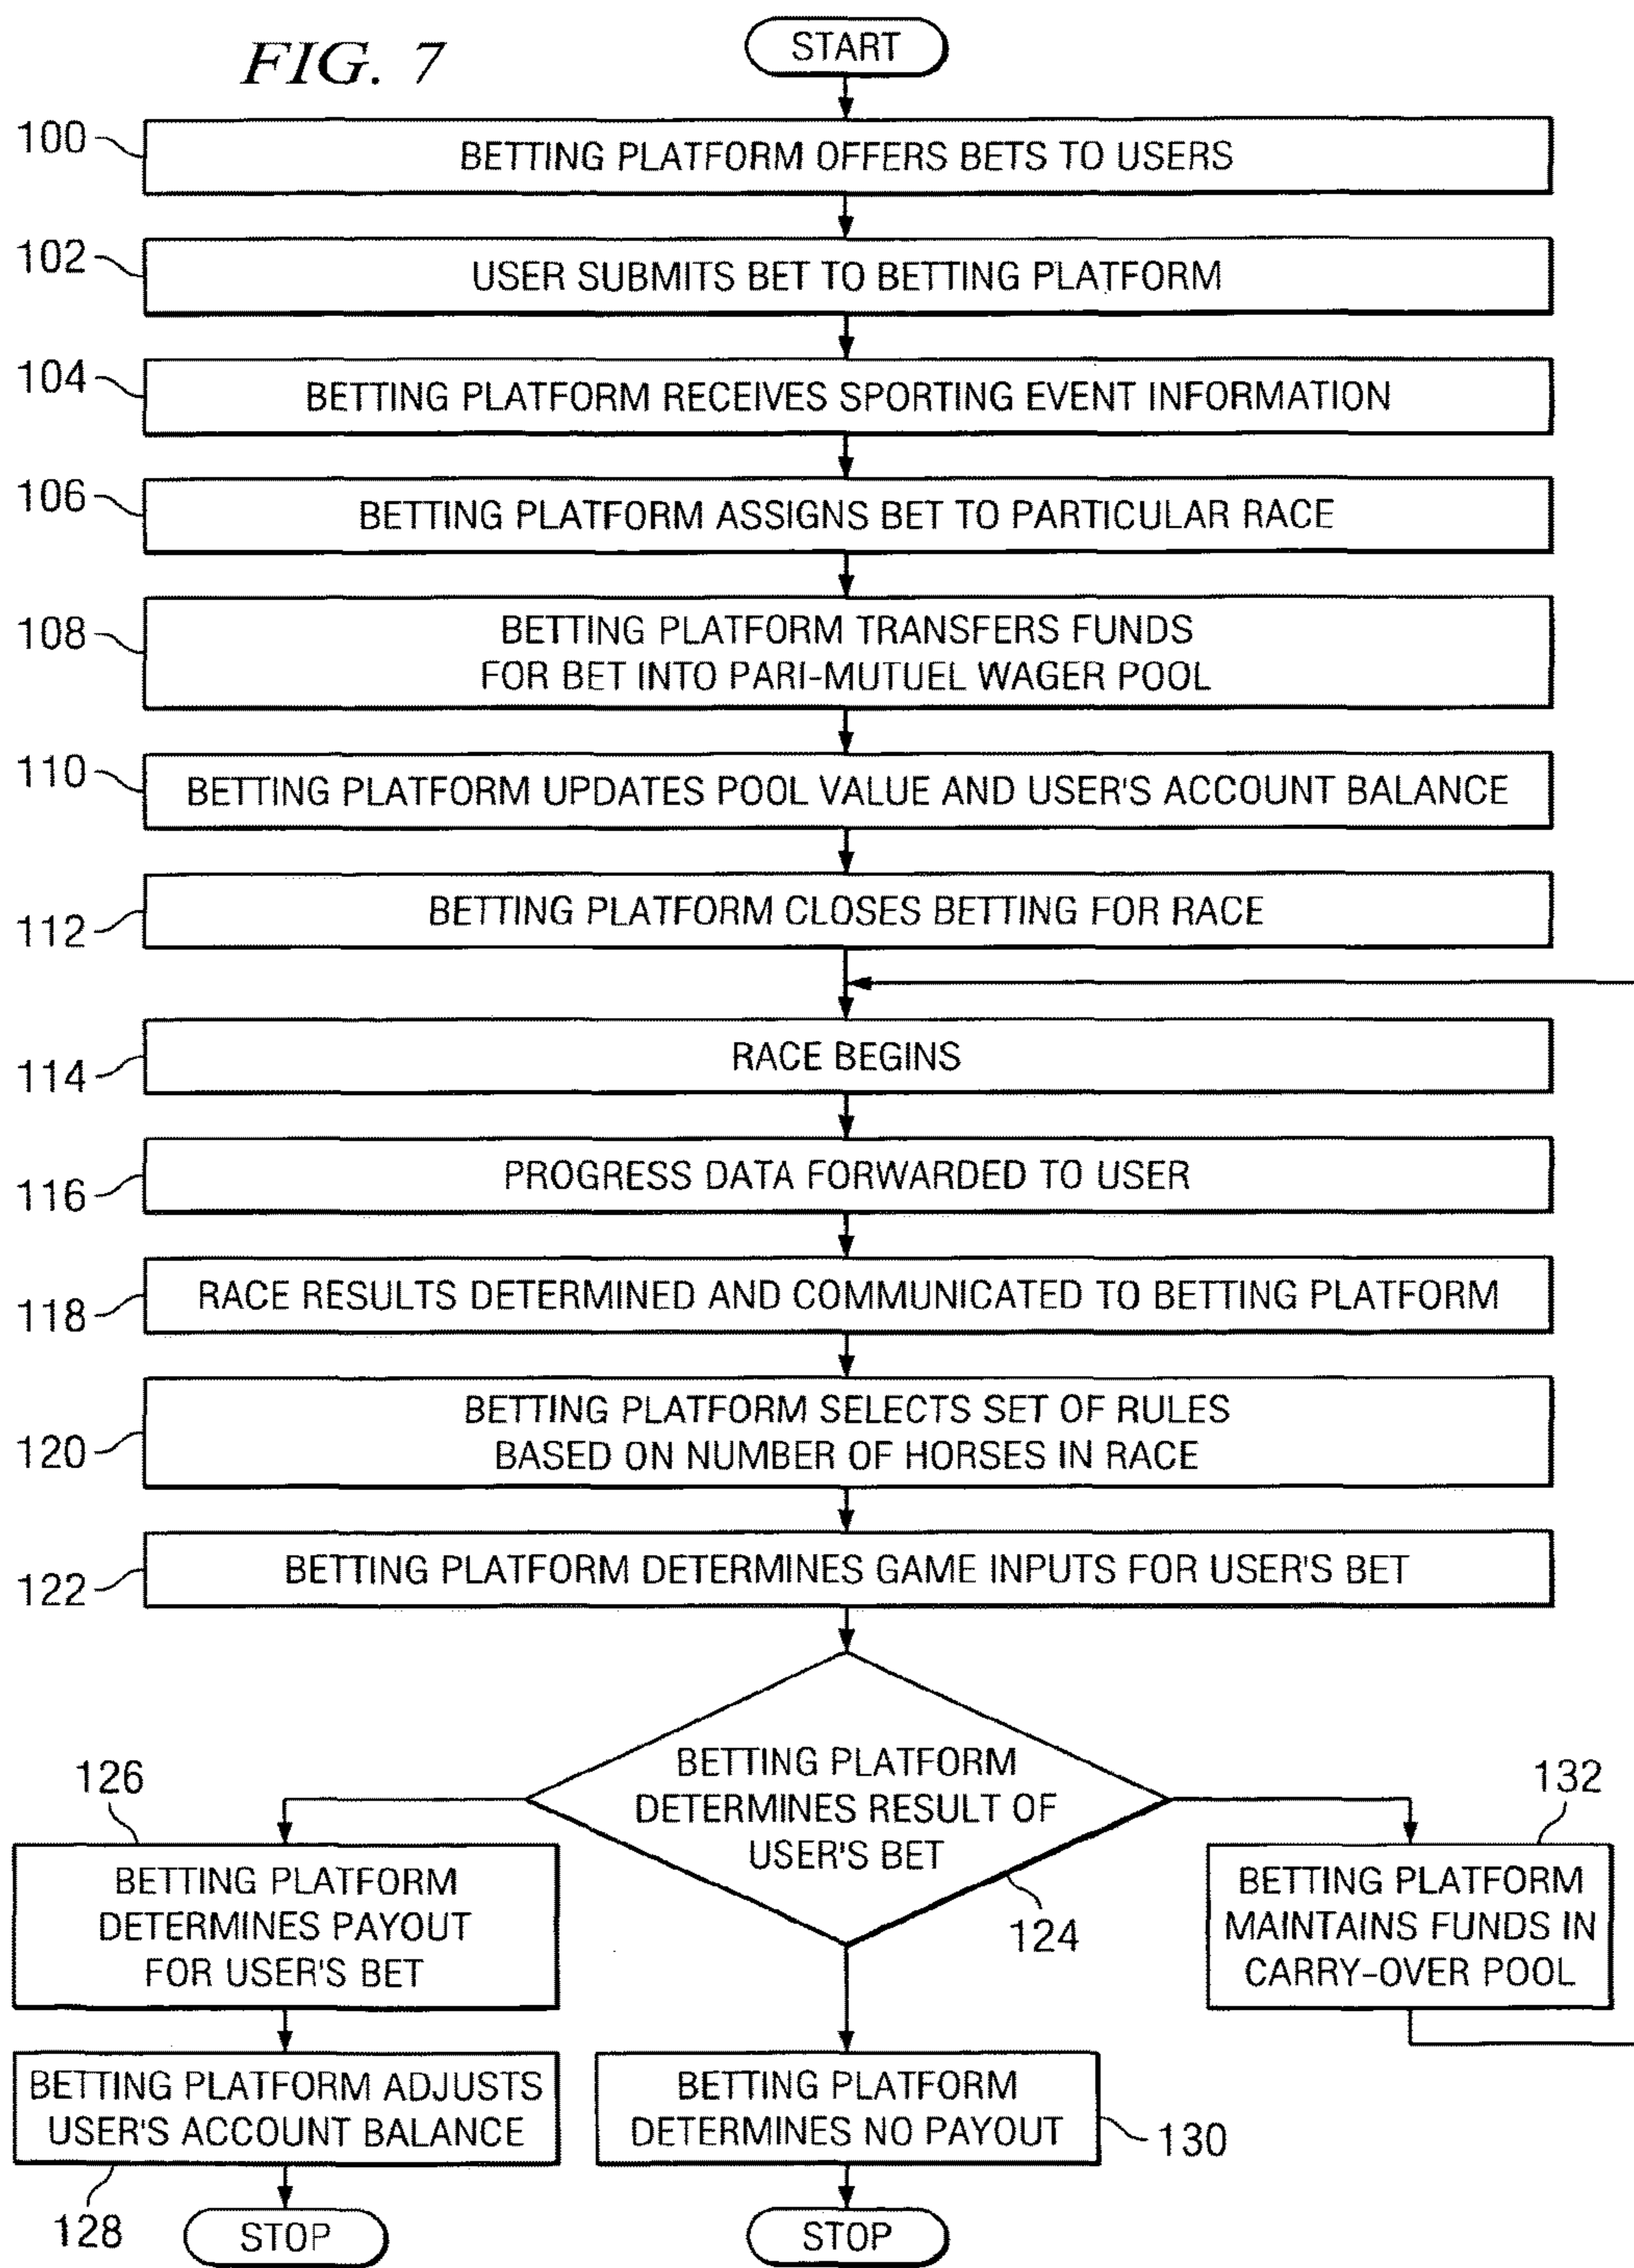 FIG. 7
START
100
BETTING PLATFORM OFFERS BETS TO USERS
102
USER SUBMITS BET TO BETTING PLATFORM
104
BETTING PLATFORM RECEIVES SPORTING EVENT INFORMATION
106
BETTING PLATFORM ASSIGNS BET TO PARTICULAR RACE
108
BETTING PLATFORM TRANSFERS FUNDS
FOR BET INTO PARI-MUTUEL WAGER POOL
110
BETTING PLATFORM UPDATES POOL VALUE AND USER'S ACCOUNT BALANCE
112
BETTING PLATFORM CLOSES BETTING FOR RACE
114
RACE BEGINS
116
PROGRESS DATA FORWARDED TO USER
118
RACE RESULTS DETERMINED AND COMMUNICATED TO BETTING PLATFORM
120
BETTING PLATFORM SELECTS SET OF RULES
BASED ON NUMBER OF HORSES IN RACE
122
BETTING PLATFORM DETERMINES GAME INPUTS FOR USER'S BET
BETTING PLATFORM
DETERMINES RESULT OF
USER'S BET
124
126
BETTING PLATFORM
DETERMINES PAYOUT
FOR USER'S BET
132
BETTING PLATFORM
MAINTAINS FUNDS IN
CARRY-OVER POOL
BETTING PLATFORM ADJUSTS
USER'S ACCOUNT BALANCE
128
STOP
BETTING PLATFORM
DETERMINES NO PAYOUT
130
STOP